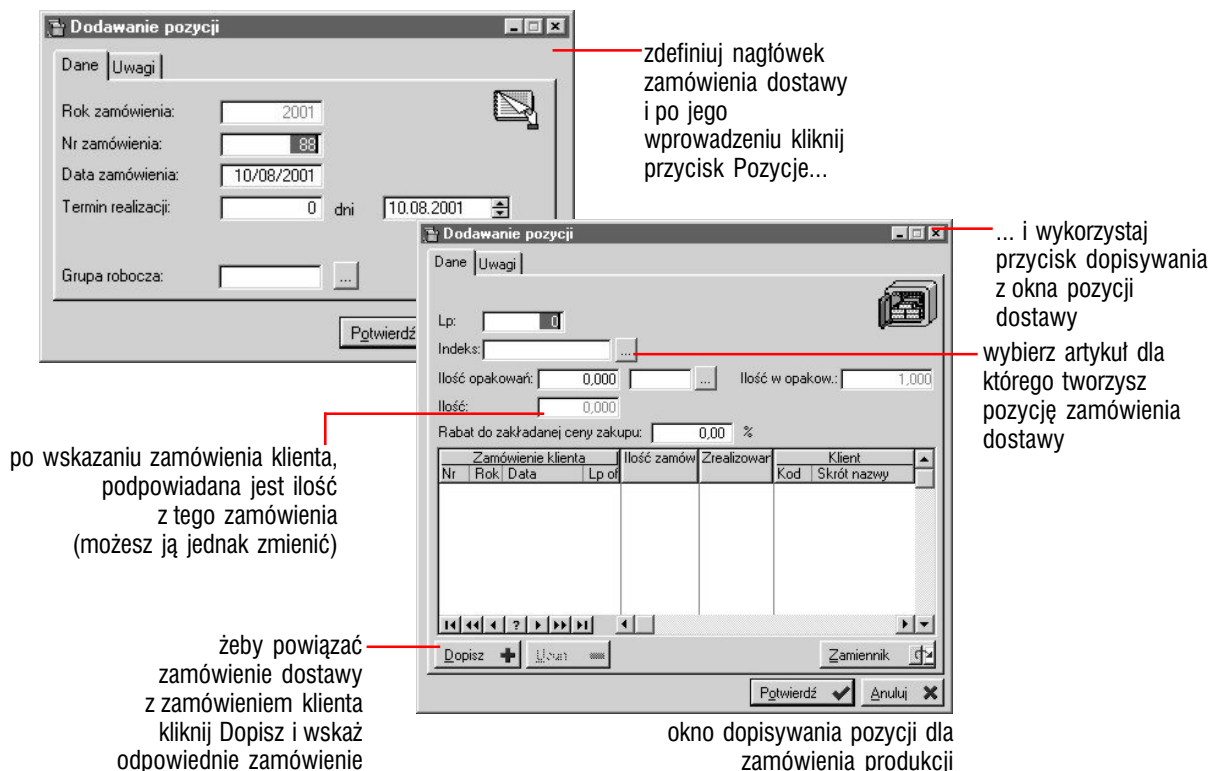 Dodawanie pozycji
Dane Uwagi
Rok zamówienia: 2001
Nr zamówienia: 88
Data zamówienia: 10/08/2001
Termin realizacji: 0 dni 10.08.2001
Grupa robocza: ...
Potwierdź
zdefiniuj nagłówek
zamówienia dostawy
i po jego
wprowadzeniu kliknij
przycisk Pozycje...
Dodawanie pozycji
Dane Uwagi
Lp: 0
Indeks: ...
Ilość opakowań: 0,000 ... Ilość w opakow.: 1,000
Ilość: 0,000
Rabat do zakładanej ceny zakupu: 0,00 %
Zamówienie klienta Ilość zamów Zrealizowar Klient
Nr Rok Data Lp of Kod Skrót nazwy
Dopisz Usuń Zamiennik
Potwierdź Anuluj
... i wykorzystaj
przycisk dopisywania
z okna pozycji
dostawy
wybierz artykuł dla
którego tworzysz
pozycję zamówienia
dostawy
po wskazaniu zamówienia klienta,
podpowiadana jest ilość
z tego zamówienia
(możesz ją jednak zmienić)
żeby powiązać
zamówienie dostawy
z zamówieniem klienta
kliknij Dopisz i wskaż
odpowiednie zamówienie
okno dopisywania pozycji dla
zamówienia produkcji